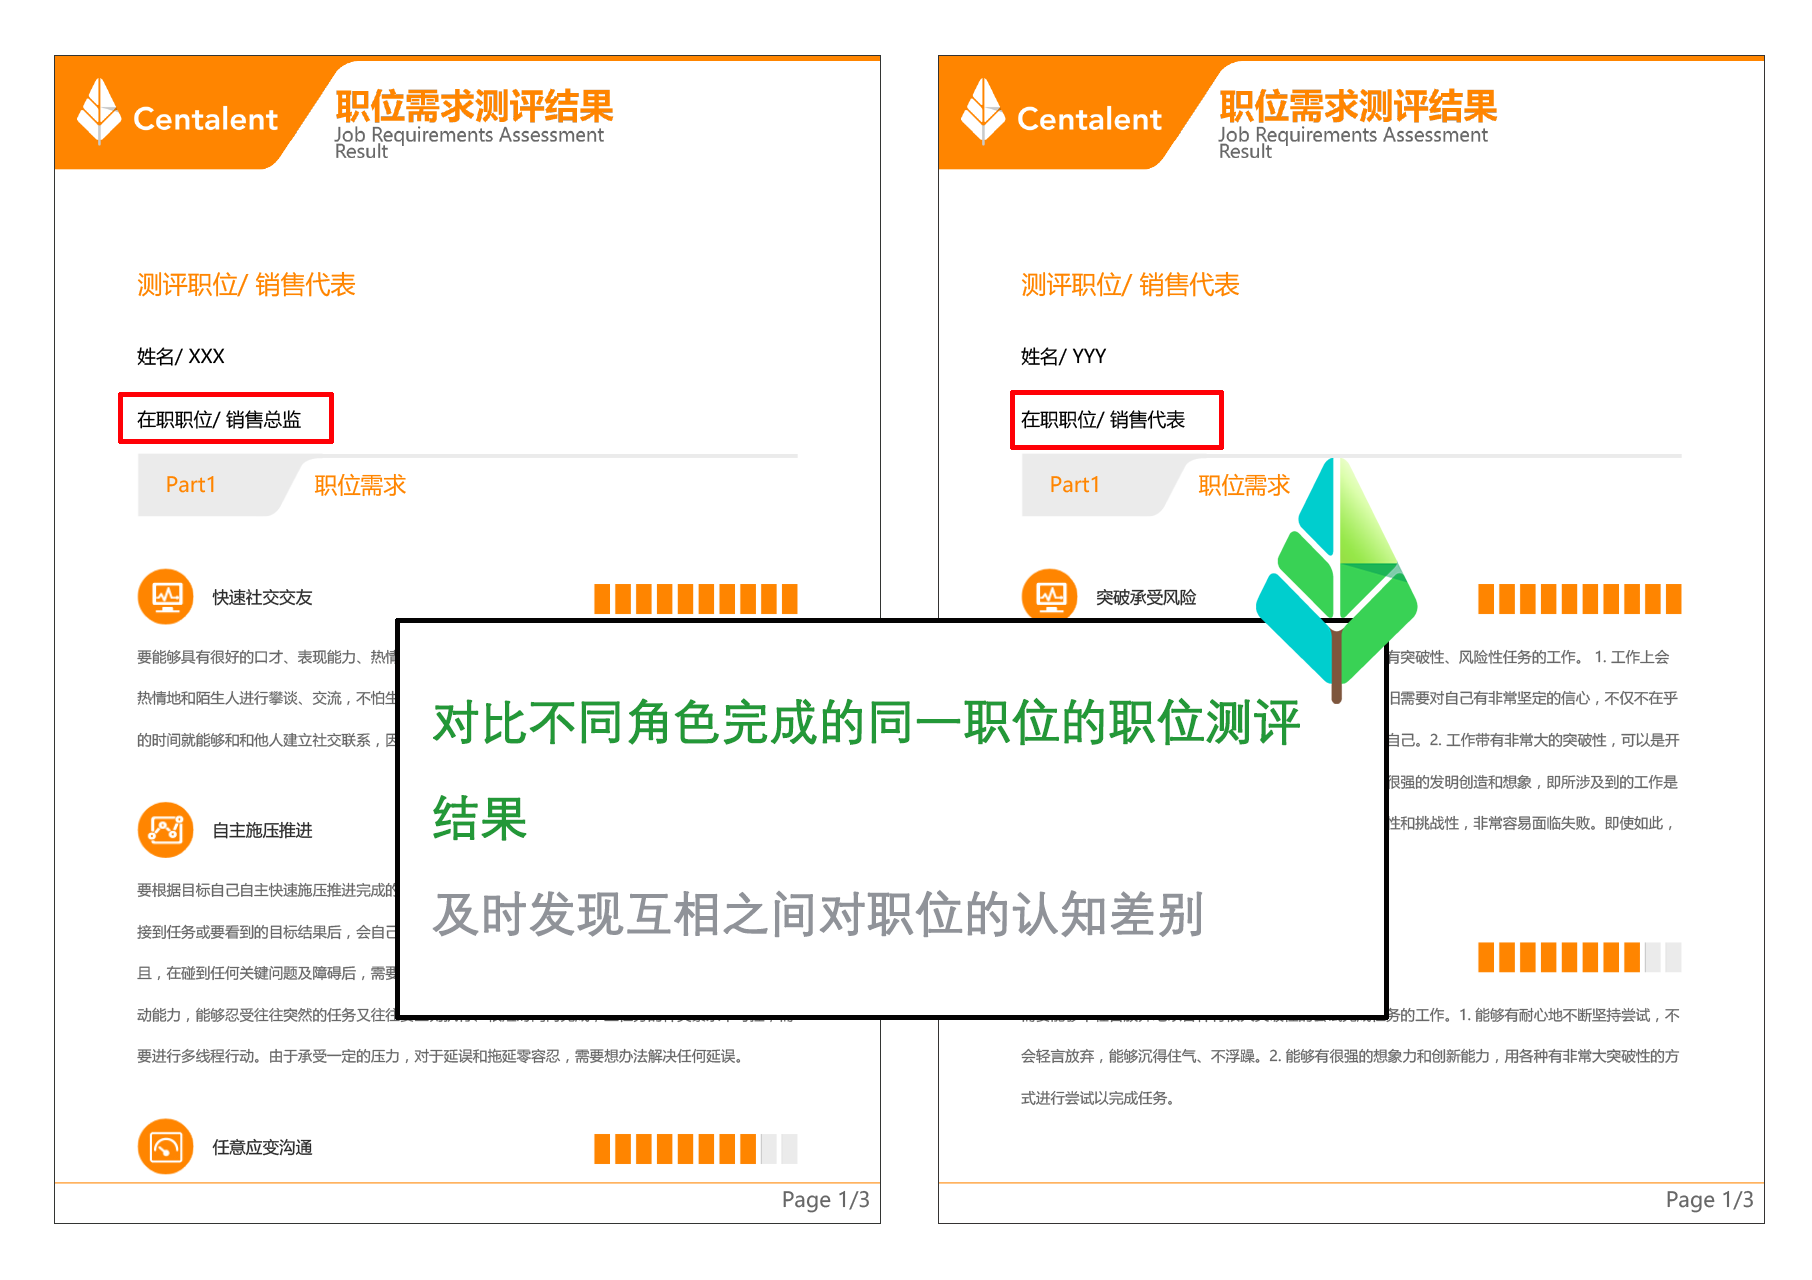 Centalent
职位需求测评结果
Job Requirements Assessment
Result
测评职位/ 销售代表
姓名/ XXX
在职职位/ 销售总监
Part1
职位需求
快速社交交友
要能够具有很好的口才、表现能力、热情
热情地和陌生人进行攀谈、交流，不怕生
的时间就能够和和他人建立社交联系，因
自主施压推进
要根据目标自己自主快速施压推进完成的
接到任务或要看到的目标结果后，会自己
且，在碰到任何关键问题及障碍后，需要
动能力，能够忍受往往突然的任务又往往
要进行多线程行动。由于承受一定的压力，对于延误和拖延零容忍，需要想办法解决任何延误。
任意应变沟通
Page 1/3
Centalent
职位需求测评结果
Job Requirements Assessment
Result
测评职位/ 销售代表
姓名/ YYY
在职职位/ 销售代表
Part1
职位需求
突破承受风险
有突破性、风险性任务的工作。 1. 工作上会
旧需要对自己有非常坚定的信心，不仅不在乎
自己。2. 工作带有非常大的突破性，可以是开
很强的发明创造和想象，即所涉及到的工作是
性和挑战性，非常容易面临失败。即使如此，
务的工作。1. 能够有耐心地不断坚持尝试，不
会轻言放弃，能够沉得住气、不浮躁。2. 能够有很强的想象力和创新能力，用各种有非常大突破性的方
式进行尝试以完成任务。
Page 1/3
对比不同角色完成的同一职位的职位测评
结果
及时发现互相之间对职位的认知差别